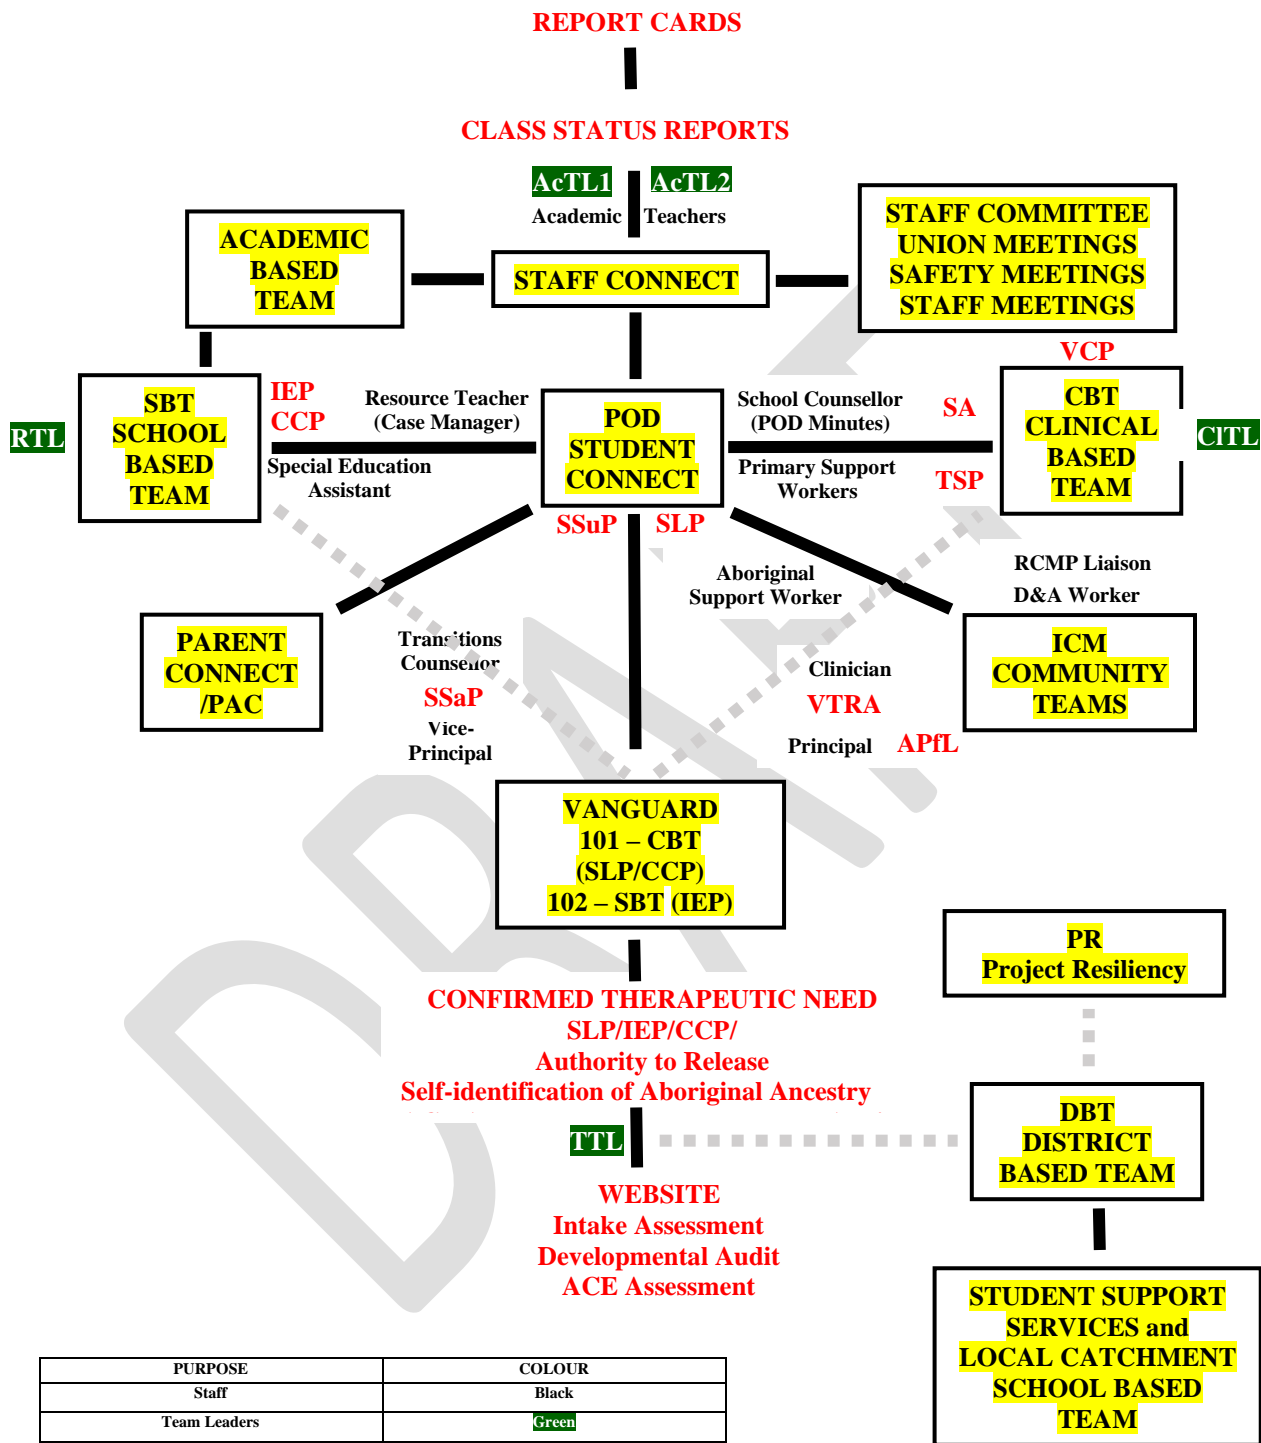 REPORT CARDS
CLASS STATUS REPORTS
AcTL1 AcTL2
Academic Teachers
ACADEMIC
BASED
TEAM
STAFF CONNECT
STAFF COMMITTEE
UNION MEETINGS
SAFETY MEETINGS
STAFF MEETINGS
VCP
RTL
SBT
SCHOOL
BASED
TEAM
IEP
CCP
Resource Teacher
(Case Manager)
Special Education
Assistant
POD
STUDENT
CONNECT
School Counsellor
(POD Minutes)
Primary Support
Workers
SA
TSP
CBT
CLINICAL
BASED
TEAM
ClTL
SSuP SLP
Aboriginal
Support Worker
RCMP Liaison
D&A Worker
PARENT
CONNECT
/PAC
Transitions
Counsellor
SSaP
Vice-
Principal
Clinician
VTRA
Principal APfL
ICM
COMMUNITY
TEAMS
VANGUARD
101 – CBT
(SLP/CCP)
102 – SBT (IEP)
PR
Project Resiliency
CONFIRMED THERAPEUTIC NEED
SLP/IEP/CCP/
Authority to Release
Self-identification of Aboriginal Ancestry
TTL
DBT
DISTRICT
BASED TEAM
WEBSITE
Intake Assessment
Developmental Audit
ACE Assessment
STUDENT SUPPORT
SERVICES and
LOCAL CATCHMENT
SCHOOL BASED
TEAM
PURPOSE COLOUR
Staff Black
Team Leaders Green
DRAFT